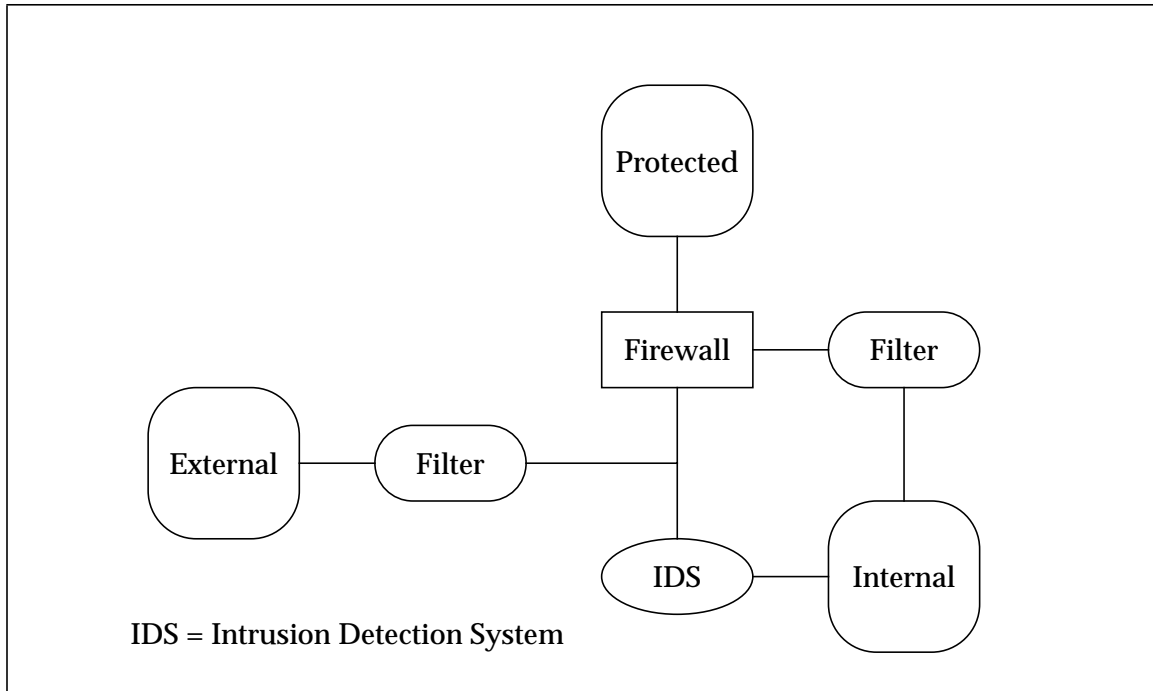 Protected
Firewall
Filter
External
Filter
IDS
Internal
IDS = Intrusion Detection System